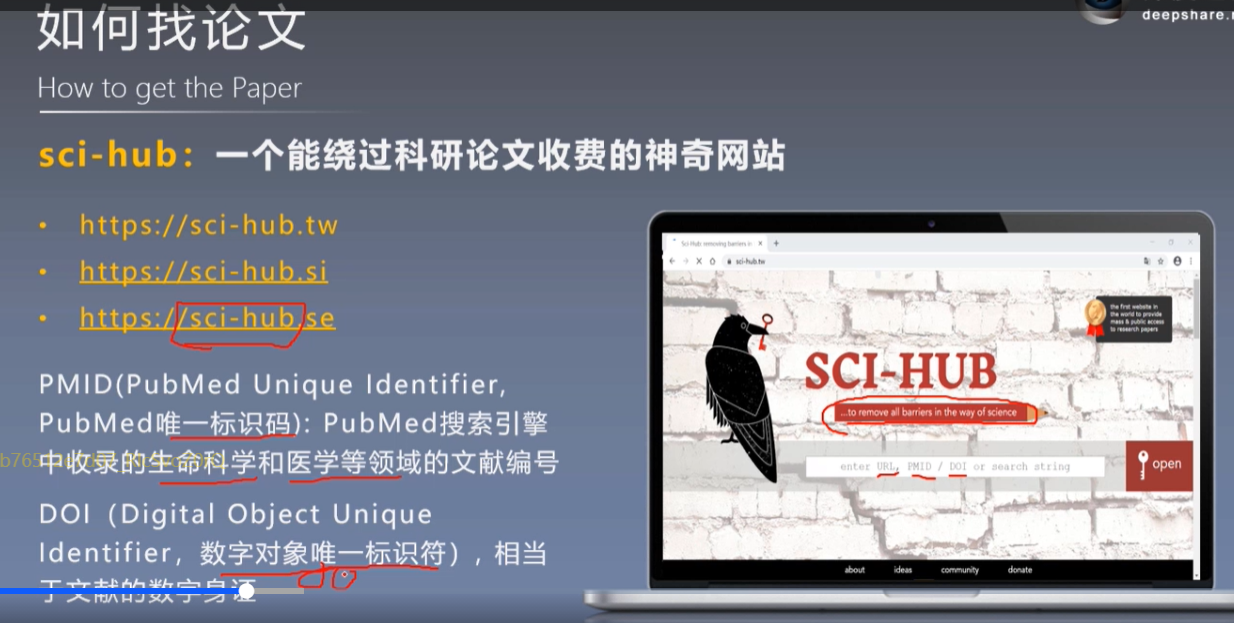 如何找论文
deepshare.
How to get the Paper
sci-hub：一个能绕过科研论文收费的神奇网站
• https://sci-hub.tw
• https://sci-hub.si
• https://sci-hub.se
PMID(PubMed Unique Identifier,
PubMed唯一标识码): PubMed搜索引擎
中收录的生命科学和医学等领域的文献编号
DOI（Digital Object Unique
Identifier，数字对象唯一标识符）, 相当
于文献的数字身证
Sci-Hub: removing barriers in
sci-hub.tw
the first website in
the world to provide
mass & public access
to research papers
SCI-HUB
...to remove all barriers in the way of science
enter URL, PMID / DOI or search string
open
about ideas community donate